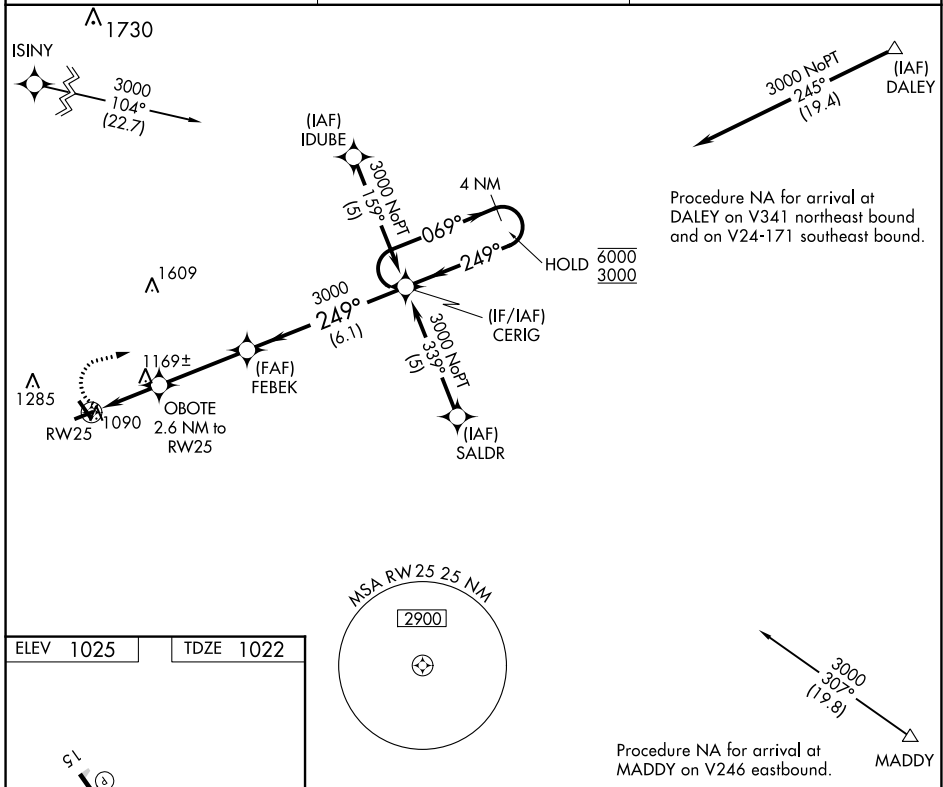 1730
ISINY
3000
104°
(22.7)
(IAF)
IDUBE
3000 NoPT
159°
(5)
4 NM
069°
249°
HOLD 6000
3000
3000 NoPT
245°
(19.4)
(IAF)
DALEY
Procedure NA for arrival at
DALEY on V341 northeast bound
and on V24-171 southeast bound.
1609
3000
249°
(6.1)
(IF/IAF)
CERIG
3000 NoPT
339°
(5)
(IAF)
SALDR
(FAF)
FEBEK
1169±
OBOTE
2.6 NM to
RW25
1285
1090
RW25
MSA RW25 25 NM
2900
ELEV 1025
TDZE 1022
15
P
3000
307°
(19.8)
MADDY
Procedure NA for arrival at
MADDY on V246 eastbound.